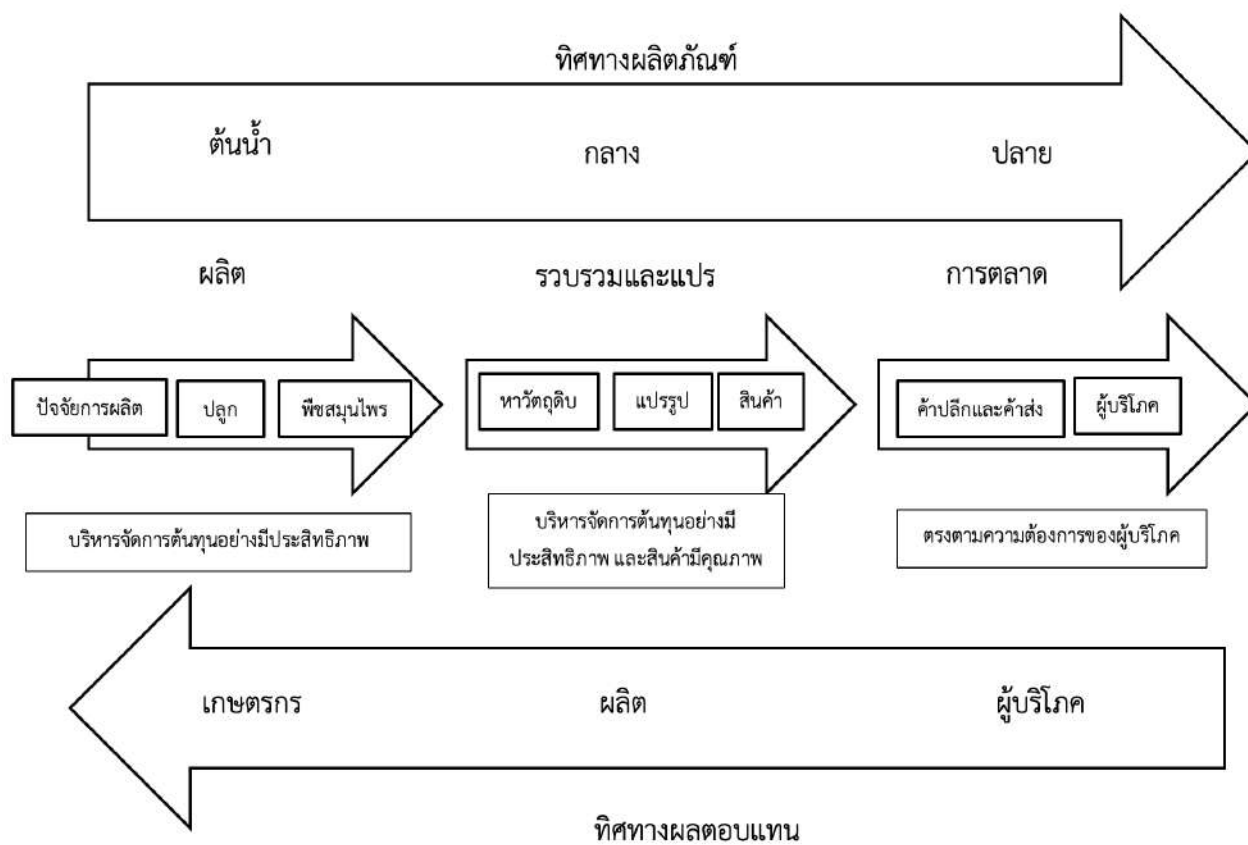 ทิศทางผลิตภัณฑ์
ต้นน้ำ
กลาง
ปลาย
ผลิต
รวบรวมและแปร
การตลาด
ปัจจัยการผลิต
ปลูก
พืชสมุนไพร
หาวัตถุดิบ
แปรรูป
สินค้า
ค้าปลีกและค้าส่ง
ผู้บริโภค
บริหารจัดการต้นทุนอย่างมีประสิทธิภาพ
บริหารจัดการต้นทุนอย่างมี
ประสิทธิภาพ และสินค้ามีคุณภาพ
ตรงตามความต้องการของผู้บริโภค
เกษตรกร
ผลิต
ผู้บริโภค
ทิศทางผลตอบแทน